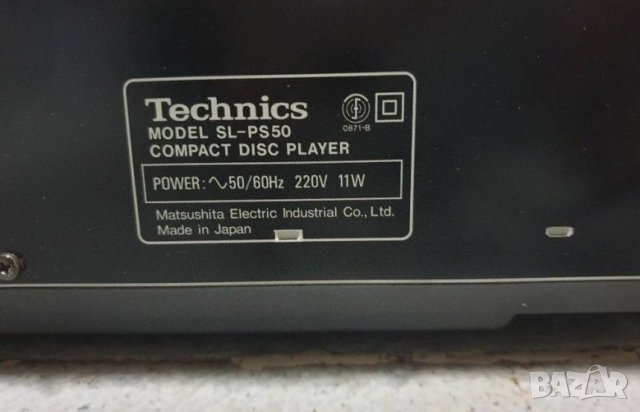 Technics
MODEL SL-PS50
0871-B
COMPACT DISC PLAYER
POWER: ∿50/60Hz 220V 11W
Matsushita Electric Industrial Co., Ltd.
Made in Japan
BAZAR